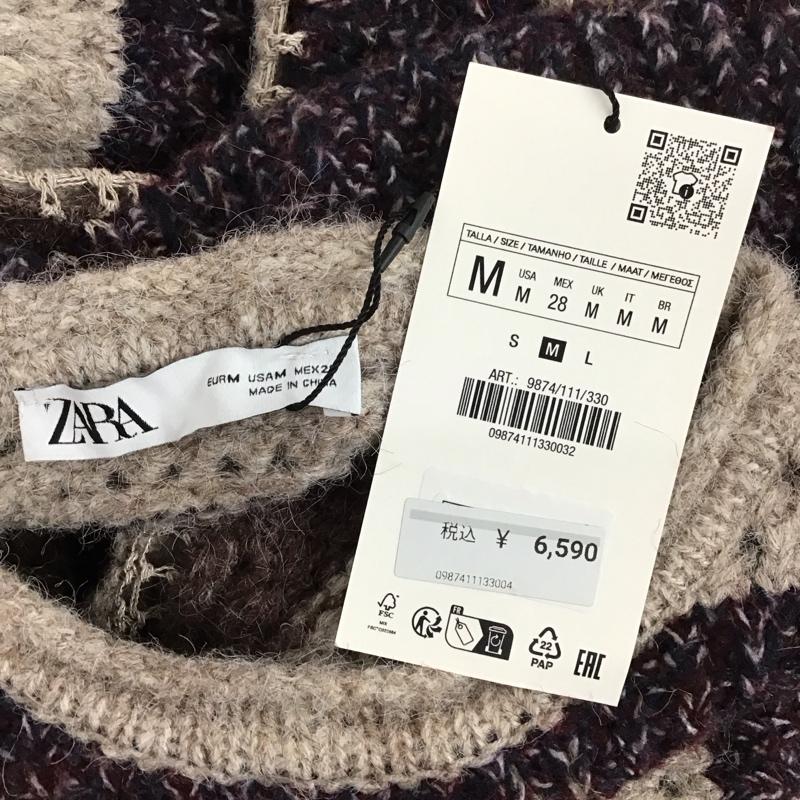 ZARA
EUR M USA M MEX 2
MADE IN CHINA
TALLA / SIZE / TAMANHO / TAILLE / MAAT / ΜΕΓΕΘΟΣ
M
USA MEX UK IT BR
M 28 M M M
S M L
ART.: 9874/111/330
09874111330032
税込 ¥ 6,590
0987411133004
FSC
MIX
FR
22
PAP
EAC